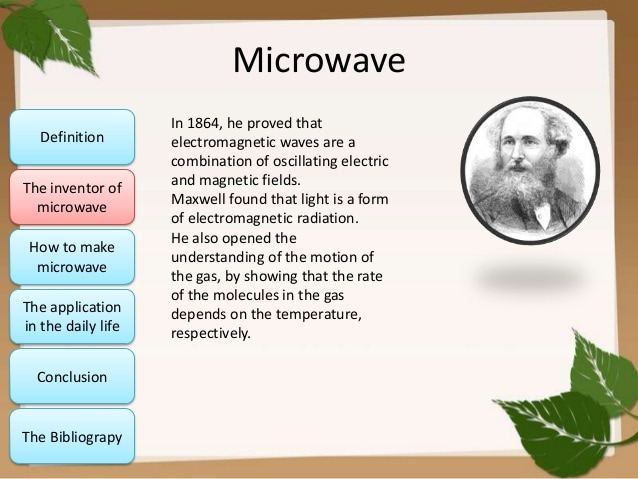 Microwave
Definition
The inventor of
microwave
How to make
microwave
The application
in the daily life
Conclusion
The Bibliograpy
In 1864, he proved that
electromagnetic waves are a
combination of oscillating electric
and magnetic fields.
Maxwell found that light is a form
of electromagnetic radiation.
He also opened the
understanding of the motion of
the gas, by showing that the rate
of the molecules in the gas
depends on the temperature,
respectively.